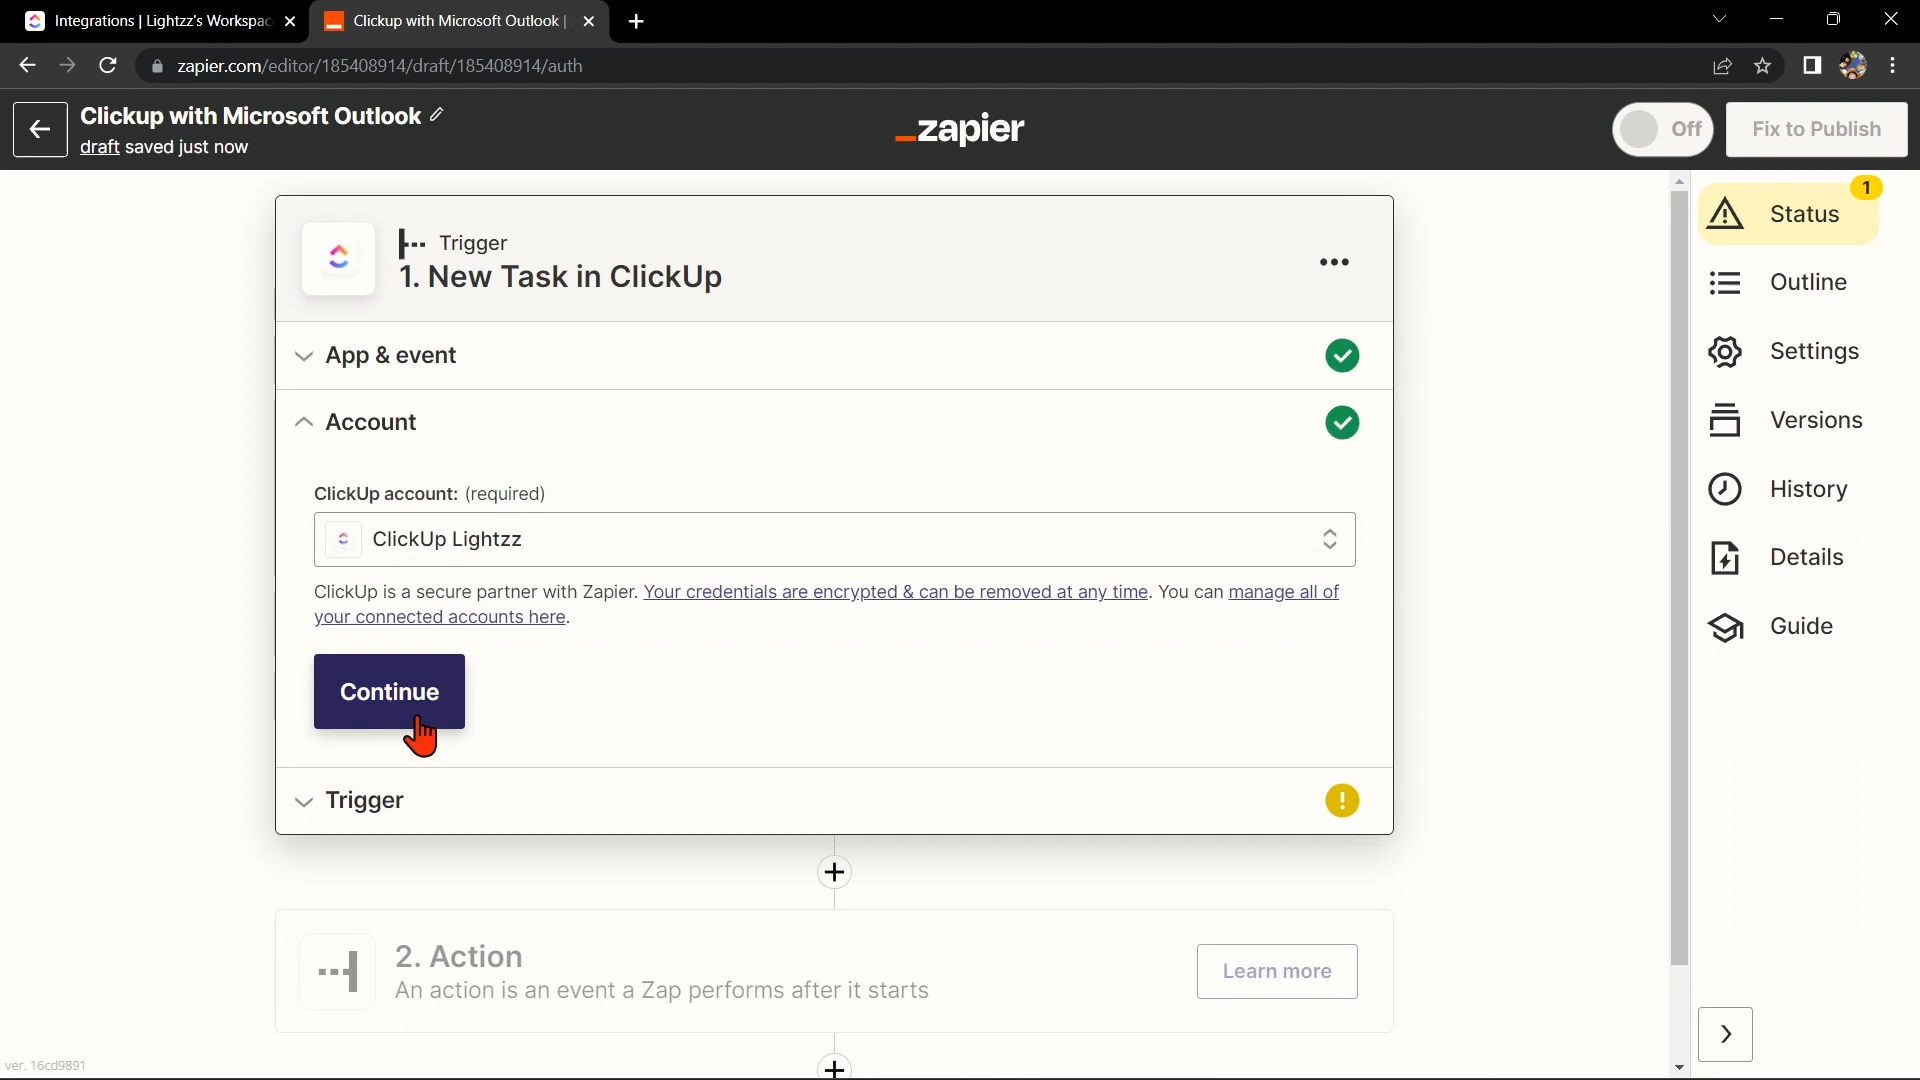 Integrations | Lightzz's Workspac
Clickup with Microsoft Outlook |
zapier.com/editor/185408914/draft/185408914/auth
Clickup with Microsoft Outlook
draft saved just now
_zapier
Off
Fix to Publish
Trigger
1. New Task in ClickUp
App & event
Account
ClickUp account: (required)
ClickUp Lightzz
ClickUp is a secure partner with Zapier. Your credentials are encrypted & can be removed at any time. You can manage all of
your connected accounts here.
Continue
Trigger
!
2. Action
An action is an event a Zap performs after it starts
Learn more
1
Status
Outline
Settings
Versions
History
Details
Guide
ver. 16cd9891